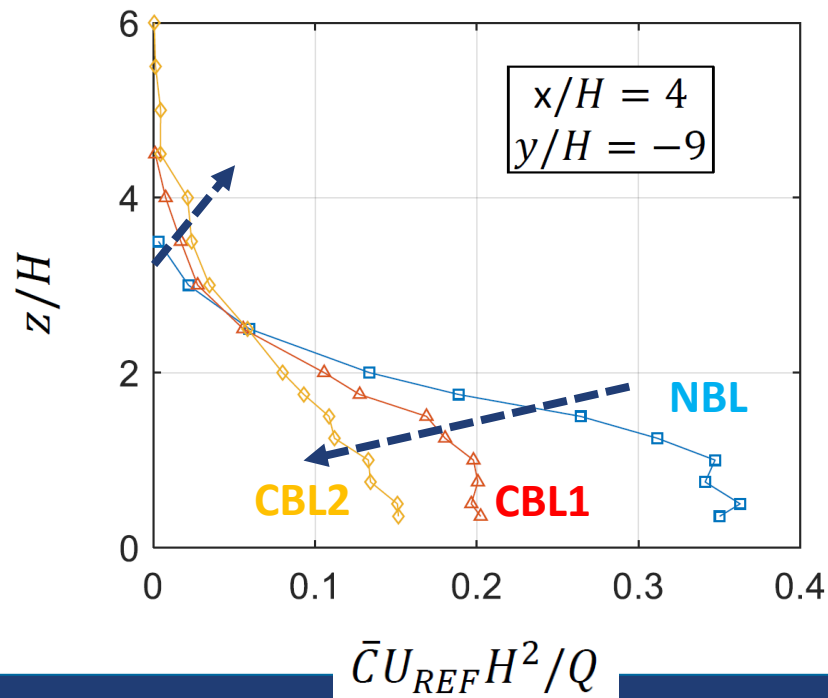 6
x/H = 4
y/H = −9
4
z/H
2
NBL
CBL2
CBL1
0
0
0.1
0.2
0.3
0.4
C̄U_REF H²/Q